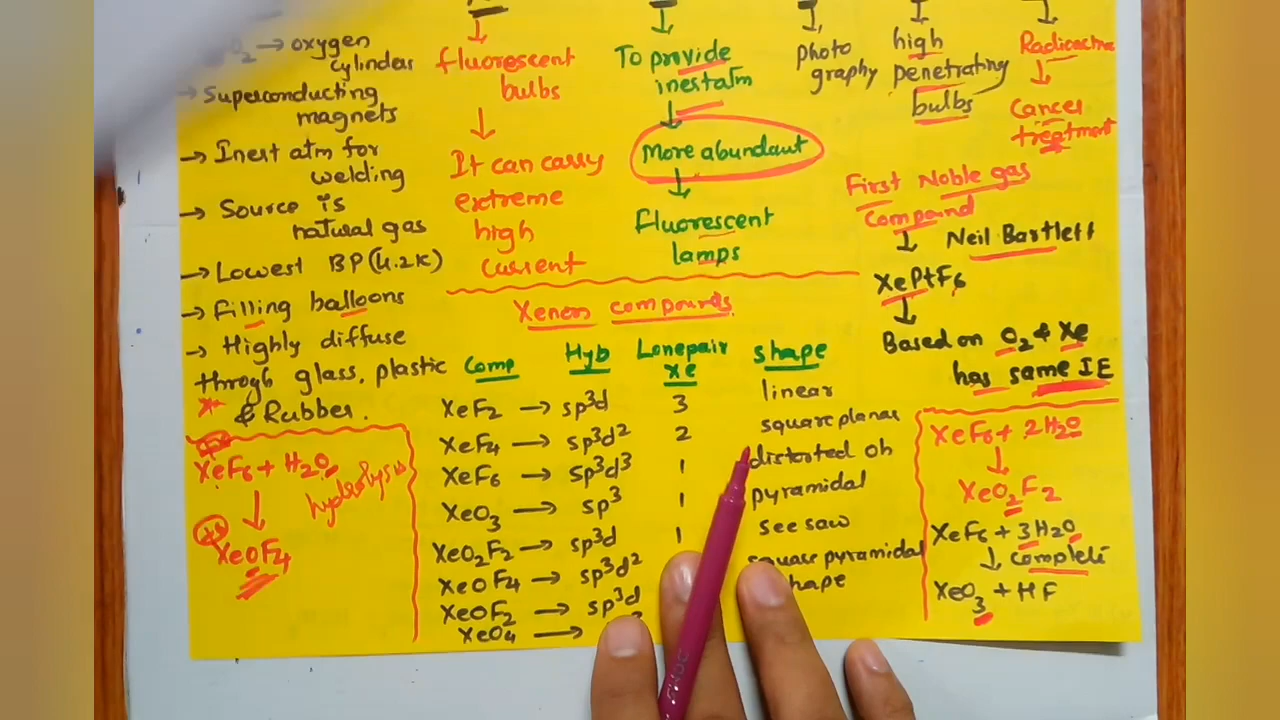 O2 → oxygen
cylinders
→ Superconducting
magnets
→ Inert atm for
welding
→ Source is
natural gas
→ Lowest BP (4.2K)
→ Filling balloons
→ Highly diffuse
through glass, plastic
& Rubber.
fluorescent
bulbs
It can carry
extreme
high
current
To provide
inert atm
More abundant
Fluorescent
lamps
photo
graphy
high
penetrating
bulbs
Radioactive
Cancer
treatment
First Noble gas
Compound
Neil Bartlett
XePtF6
Based on O2 & Xe
has same IE
Xenon compounds
Comp Hyb Lonepair Xe shape
XeF2 → sp³d 3 linear
XeF4 → sp³d² 2 square planar
XeF6 → sp³d³ 1 distorted oh
XeO3 → sp³ 1 pyramidal
XeO2F2 → sp³d 1 see saw
XeOF4 → sp³d² square pyramidal
shape
XeOF2 → sp³d
XeO4 →
XeF6 + H2O
hydrolysis
XeOF4
XeF6 + 2H2O
XeO2F2
XeF6 + 3H2O
↓ complete
XeO3 + HF